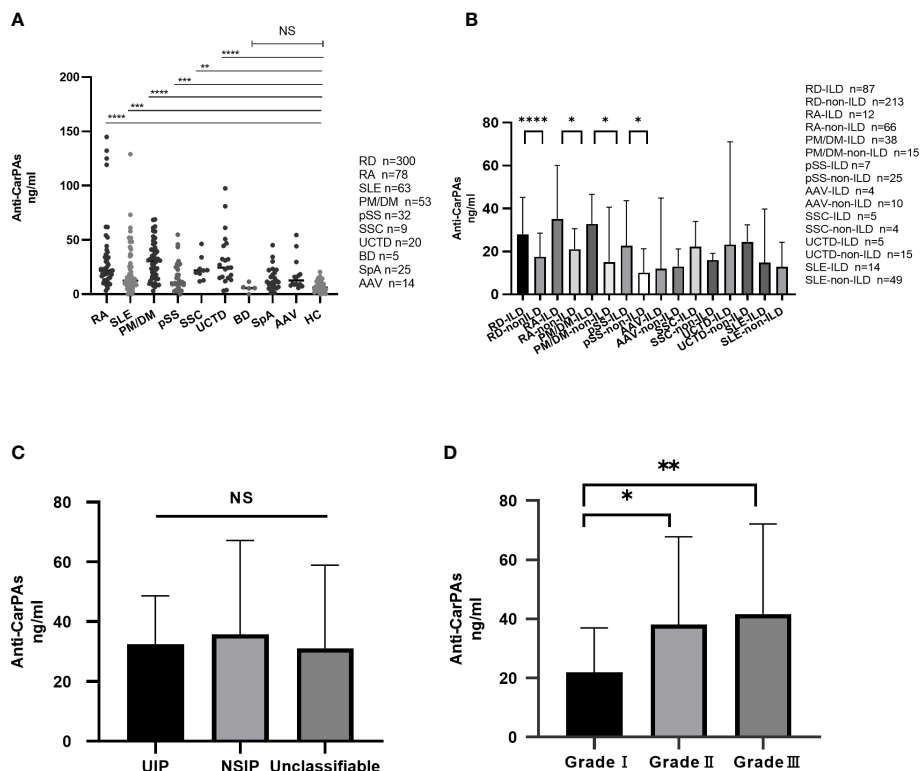 A
NS
****
**
***
****
***
****
200
150
100
50
0
Anti-CarPAs
ng/ml
RA
SLE
PM/DM
pSS
SSC
UCTD
BD
SpA
AAV
HC
RD n=300
RA n=78
SLE n=63
PM/DM n=53
pSS n=32
SSC n=9
UCTD n=20
BD n=5
SpA n=25
AAV n=14
B
**** * * *
80
60
40
20
0
Anti-CarPAs
ng/ml
RD-ILD
RD-nonILD
RA-ILD
RA-non-ILD
PM/DM-ILD
PM/DM-non-ILD
pSS-ILD
pSS-non-ILD
AAV-ILD
AAV-non-ILD
SSC-ILD
SSC-non-ILD
UCTD-ILD
UCTD-non-ILD
SLE-ILD
SLE-non-ILD
RD-ILD n=87
RD-non-ILD n=213
RA-ILD n=12
RA-non-ILD n=66
PM/DM-ILD n=38
PM/DM-non-ILD n=15
pSS-ILD n=7
pSS-non-ILD n=25
AAV-ILD n=4
AAV-non-ILD n=10
SSC-ILD n=5
SSC-non-ILD n=4
UCTD-ILD n=5
UCTD-non-ILD n=15
SLE-ILD n=14
SLE-non-ILD n=49
C
NS
80
60
40
20
0
Anti-CarPAs
ng/ml
UIP NSIP Unclassifiable
D
**
*
80
60
40
20
0
Anti-CarPAs
ng/ml
Grade Ⅰ Grade Ⅱ Grade Ⅲ